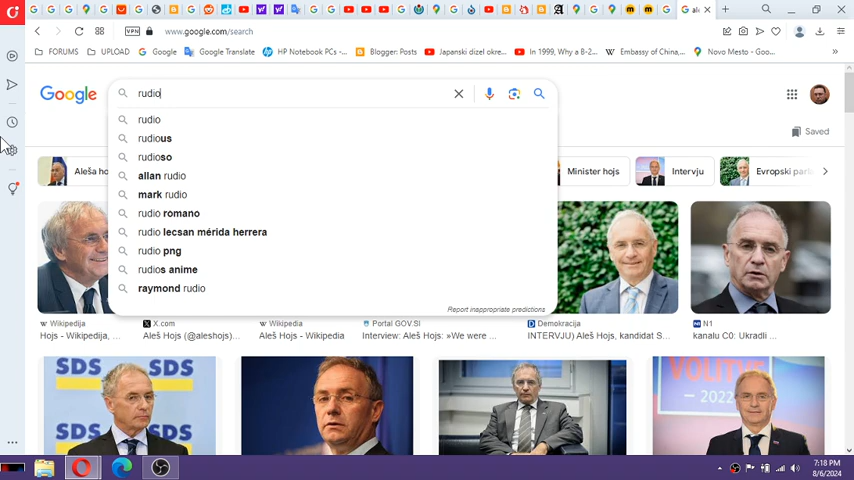 VPN www.google.com/search
FORUMS UPLOAD Google Google Translate HP Notebook PCs -... Blogger: Posts Japanski dizel okre... In 1999, Why a B-2... Embassy of China,... Novo Mesto - Goo...
Google rudio
Saved
rudio
rudious
rudioso
allan rudio
mark rudio
rudio romano
rudio lecsan mérida herrera
rudio png
rudios anime
raymond rudio
Report inappropriate predictions
Aleša ho
Minister hojs
Intervju
Evropski parla
Wikipedija
Hojs - Wikipedija, ...
X.com
Aleš Hojs (@aleshojs)...
Wikipedia
Aleš Hojs - Wikipedia
Portal GOV.SI
Interview: Aleš Hojs: »We were ...
Demokracija
INTERVJU) Aleš Hojs, kandidat S...
N1
kanalu C0: Ukradli ...
SDS SDS
VOLITVE
2022
7:18 PM
8/6/2024